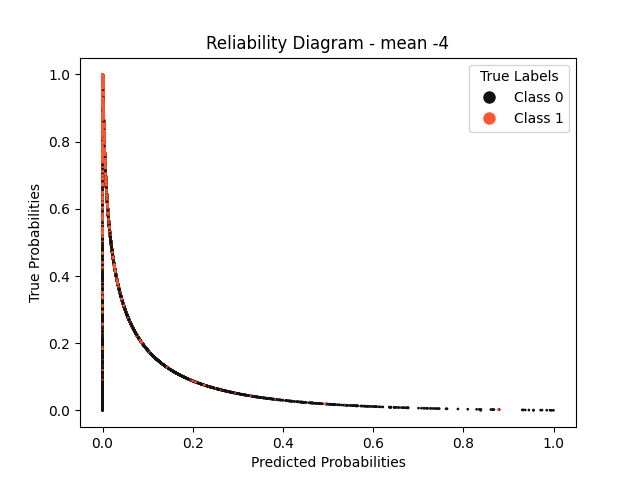 Reliability Diagram - mean -4
True Labels
Class 0
Class 1
1.0
0.8
0.6
0.4
0.2
0.0
True Probabilities
0.0 0.2 0.4 0.6 0.8 1.0
Predicted Probabilities